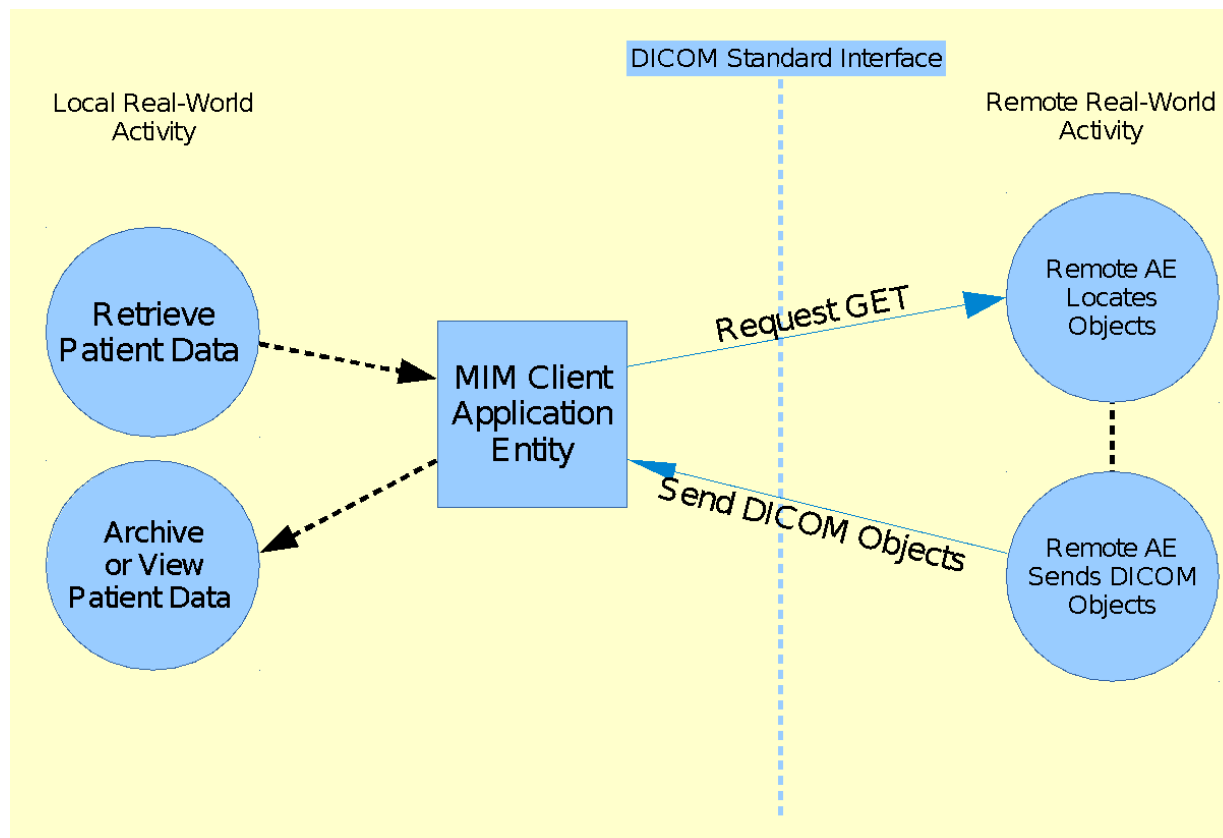 DICOM Standard Interface
Local Real-World
Activity
Remote Real-World
Activity
Retrieve
Patient Data
MIM Client
Application
Entity
Request GET
Remote AE
Locates
Objects
Send DICOM Objects
Archive
or View
Patient Data
Remote AE
Sends DICOM
Objects